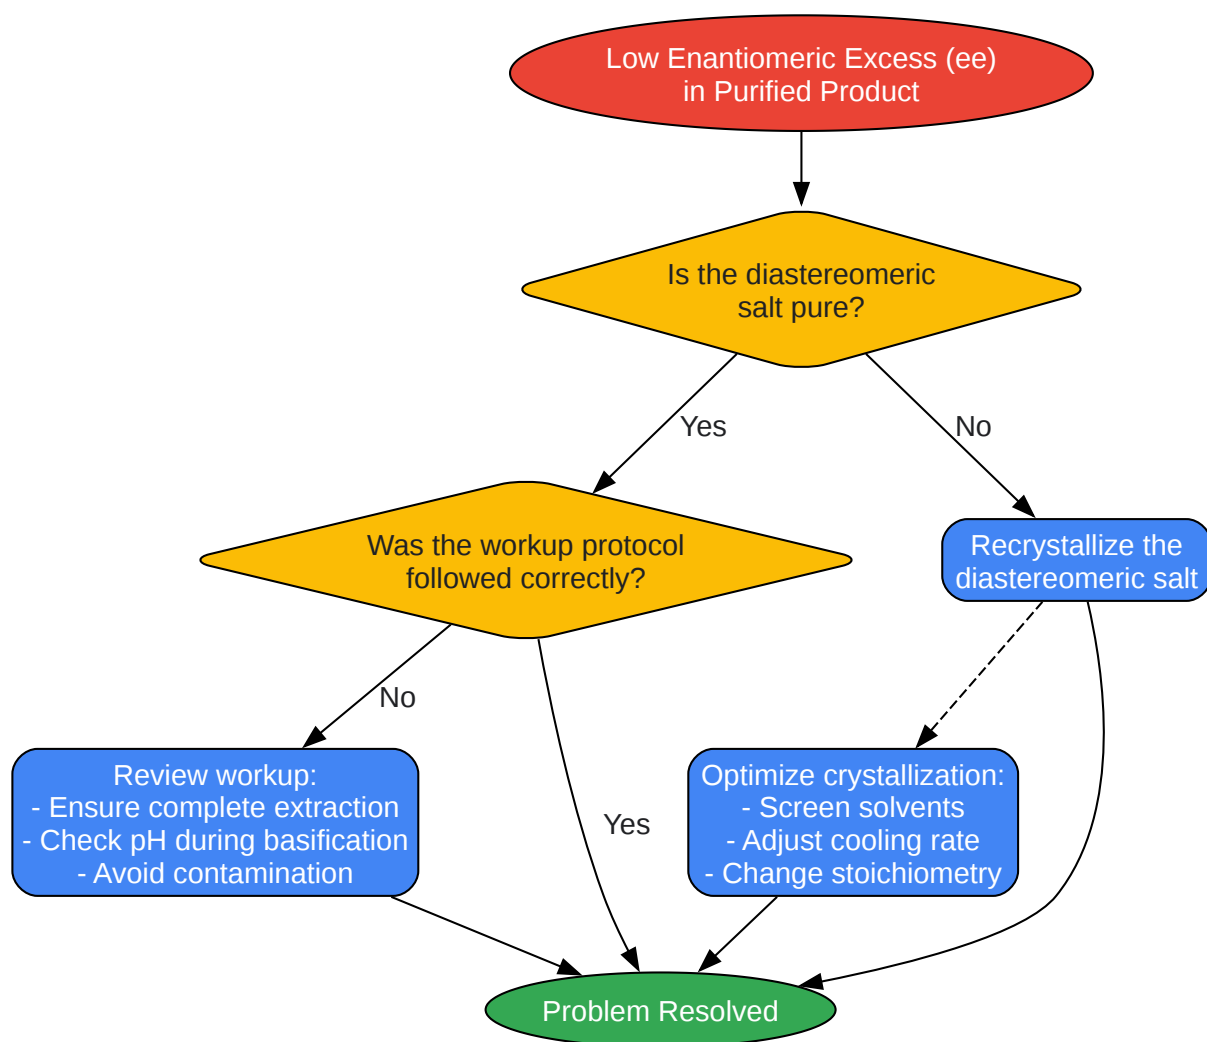 Low Enantiomeric Excess (ee)
in Purified Product
Is the diastereomeric
salt pure?
Yes
No
Was the workup protocol
followed correctly?
Recrystallize the
diastereomeric salt
No
Review workup:
- Ensure complete extraction
- Check pH during basification
- Avoid contamination
Yes
Optimize crystallization:
- Screen solvents
- Adjust cooling rate
- Change stoichiometry
Problem Resolved